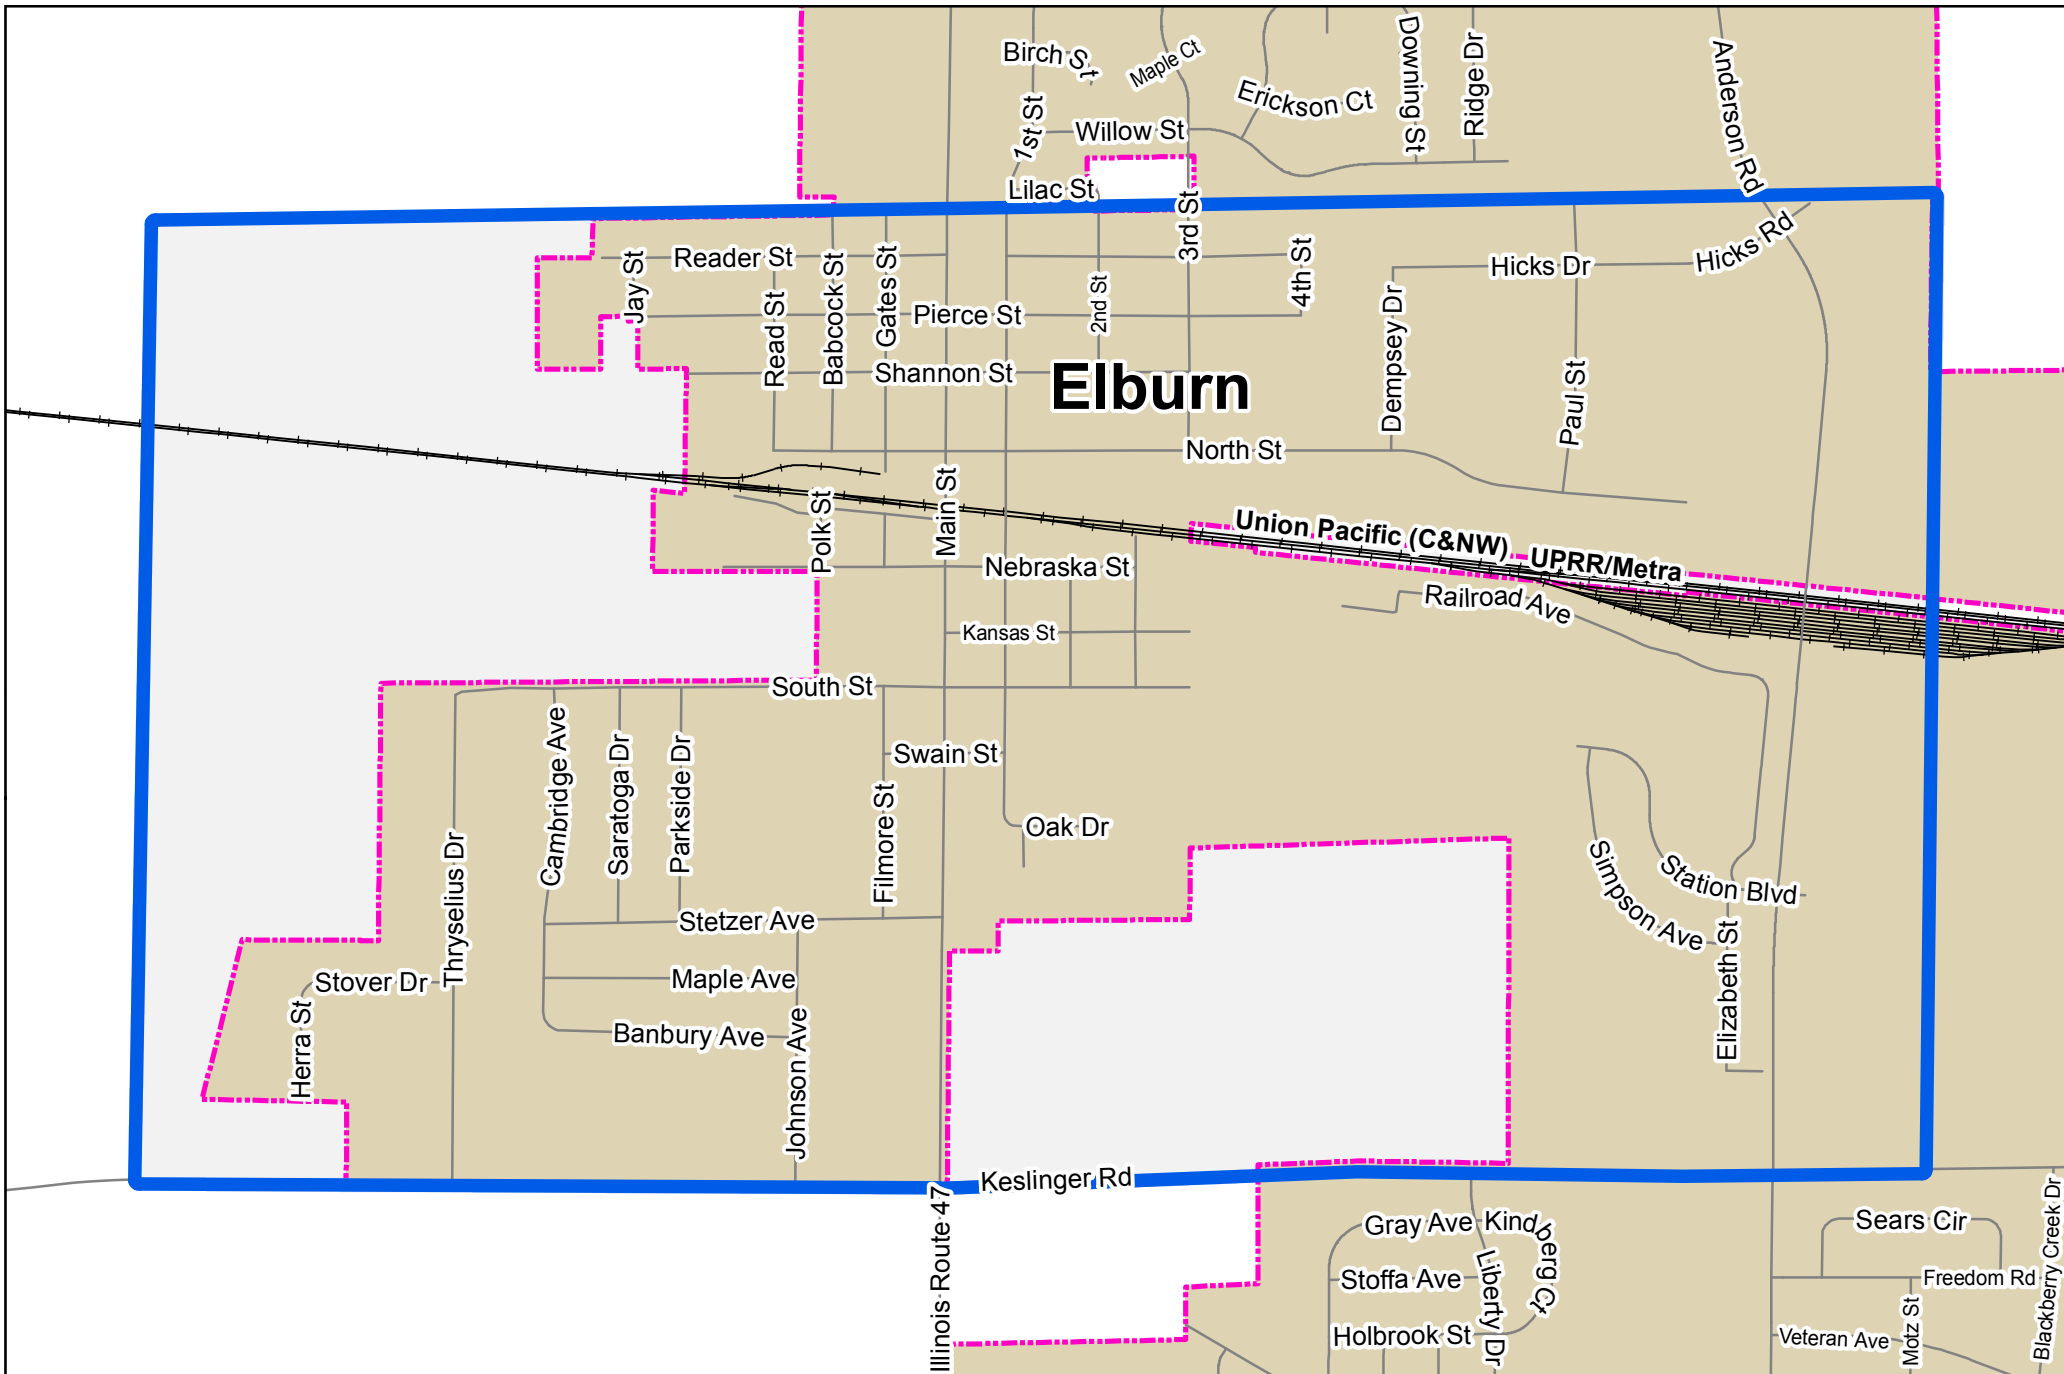 Birch St
Maple Ct
Erickson Ct
Downing St
Ridge Dr
Anderson Rd
1st St
Willow St
Lilac St
3rd St
Reader St
Jay St
Read St
Babcock St
Gates St
Pierce St
2nd St
4th St
Hicks Dr
Hicks Rd
Shannon St
Elburn
Dempsey Dr
Paul St
North St
Main St
Polk St
Union Pacific (C&NW)
UPRR/Metra
Nebraska St
Railroad Ave
Kansas St
South St
Cambridge Ave
Saratoga Dr
Parkside Dr
Swain St
Filmore St
Oak Dr
Thryselius Dr
Simpson Ave
Station Blvd
Stetzer Ave
Elizabeth St
Stover Dr
Maple Ave
Herra St
Banbury Ave
Johnson Ave
Keslinger Rd
Illinois Route 47
Gray Ave
Kindberg Ct
Liberty Dr
Stoffa Ave
Holbrook St
Sears Cir
Blackberry Creek Dr
Freedom Rd
Motz St
Veteran Ave